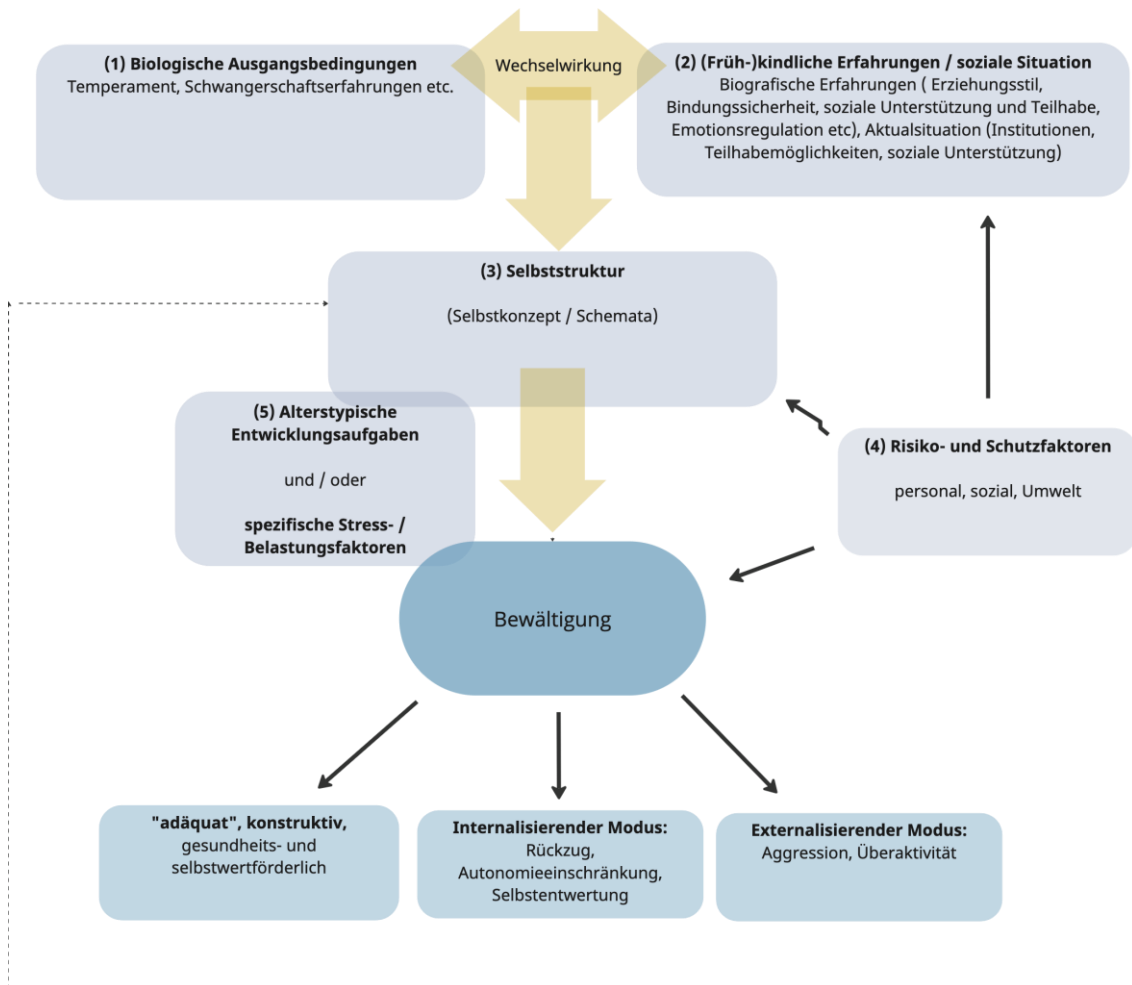 (1) Biologische Ausgangsbedingungen
Temperament, Schwangerschaftserfahrungen etc.
Wechselwirkung
(2) (Früh-)kindliche Erfahrungen / soziale Situation
Biografische Erfahrungen ( Erziehungsstil,
Bindungssicherheit, soziale Unterstützung und Teilhabe,
Emotionsregulation etc), Aktualsituation (Institutionen,
Teilhabemöglichkeiten, soziale Unterstützung)
(3) Selbststruktur
(Selbstkonzept / Schemata)
(5) Alterstypische
Entwicklungsaufgaben
und / oder
spezifische Stress- /
Belastungsfaktoren
(4) Risiko- und Schutzfaktoren
personal, sozial, Umwelt
Bewältigung
"adäquat", konstruktiv,
gesundheits- und
selbstwertförderlich
Internalisierender Modus:
Rückzug,
Autonomieeinschränkung,
Selbstentwertung
Externalisierender Modus:
Aggression, Überaktivität